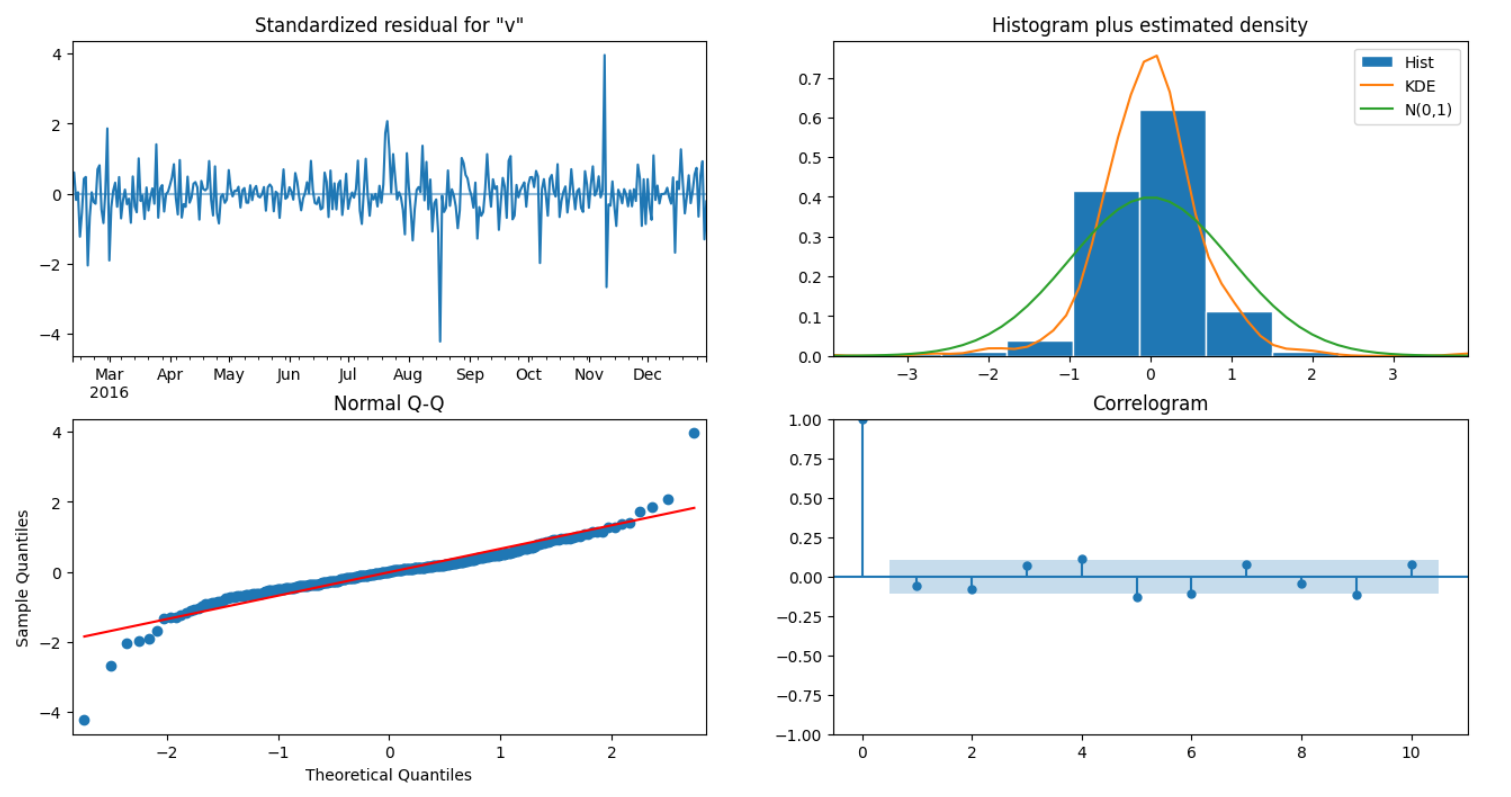 Standardized residual for "v"
4
2
0
−2
−4
Mar Apr May Jun Jul Aug Sep Oct Nov Dec
2016
Histogram plus estimated density
0.7
0.6
0.5
0.4
0.3
0.2
0.1
0.0
−3 −2 −1 0 1 2 3
Hist
KDE
N(0,1)
Normal Q-Q
Sample Quantiles
4
2
0
−2
−4
−2 −1 0 1 2
Theoretical Quantiles
Correlogram
1.00
0.75
0.50
0.25
0.00
−0.25
−0.50
−0.75
−1.00
0 2 4 6 8 10